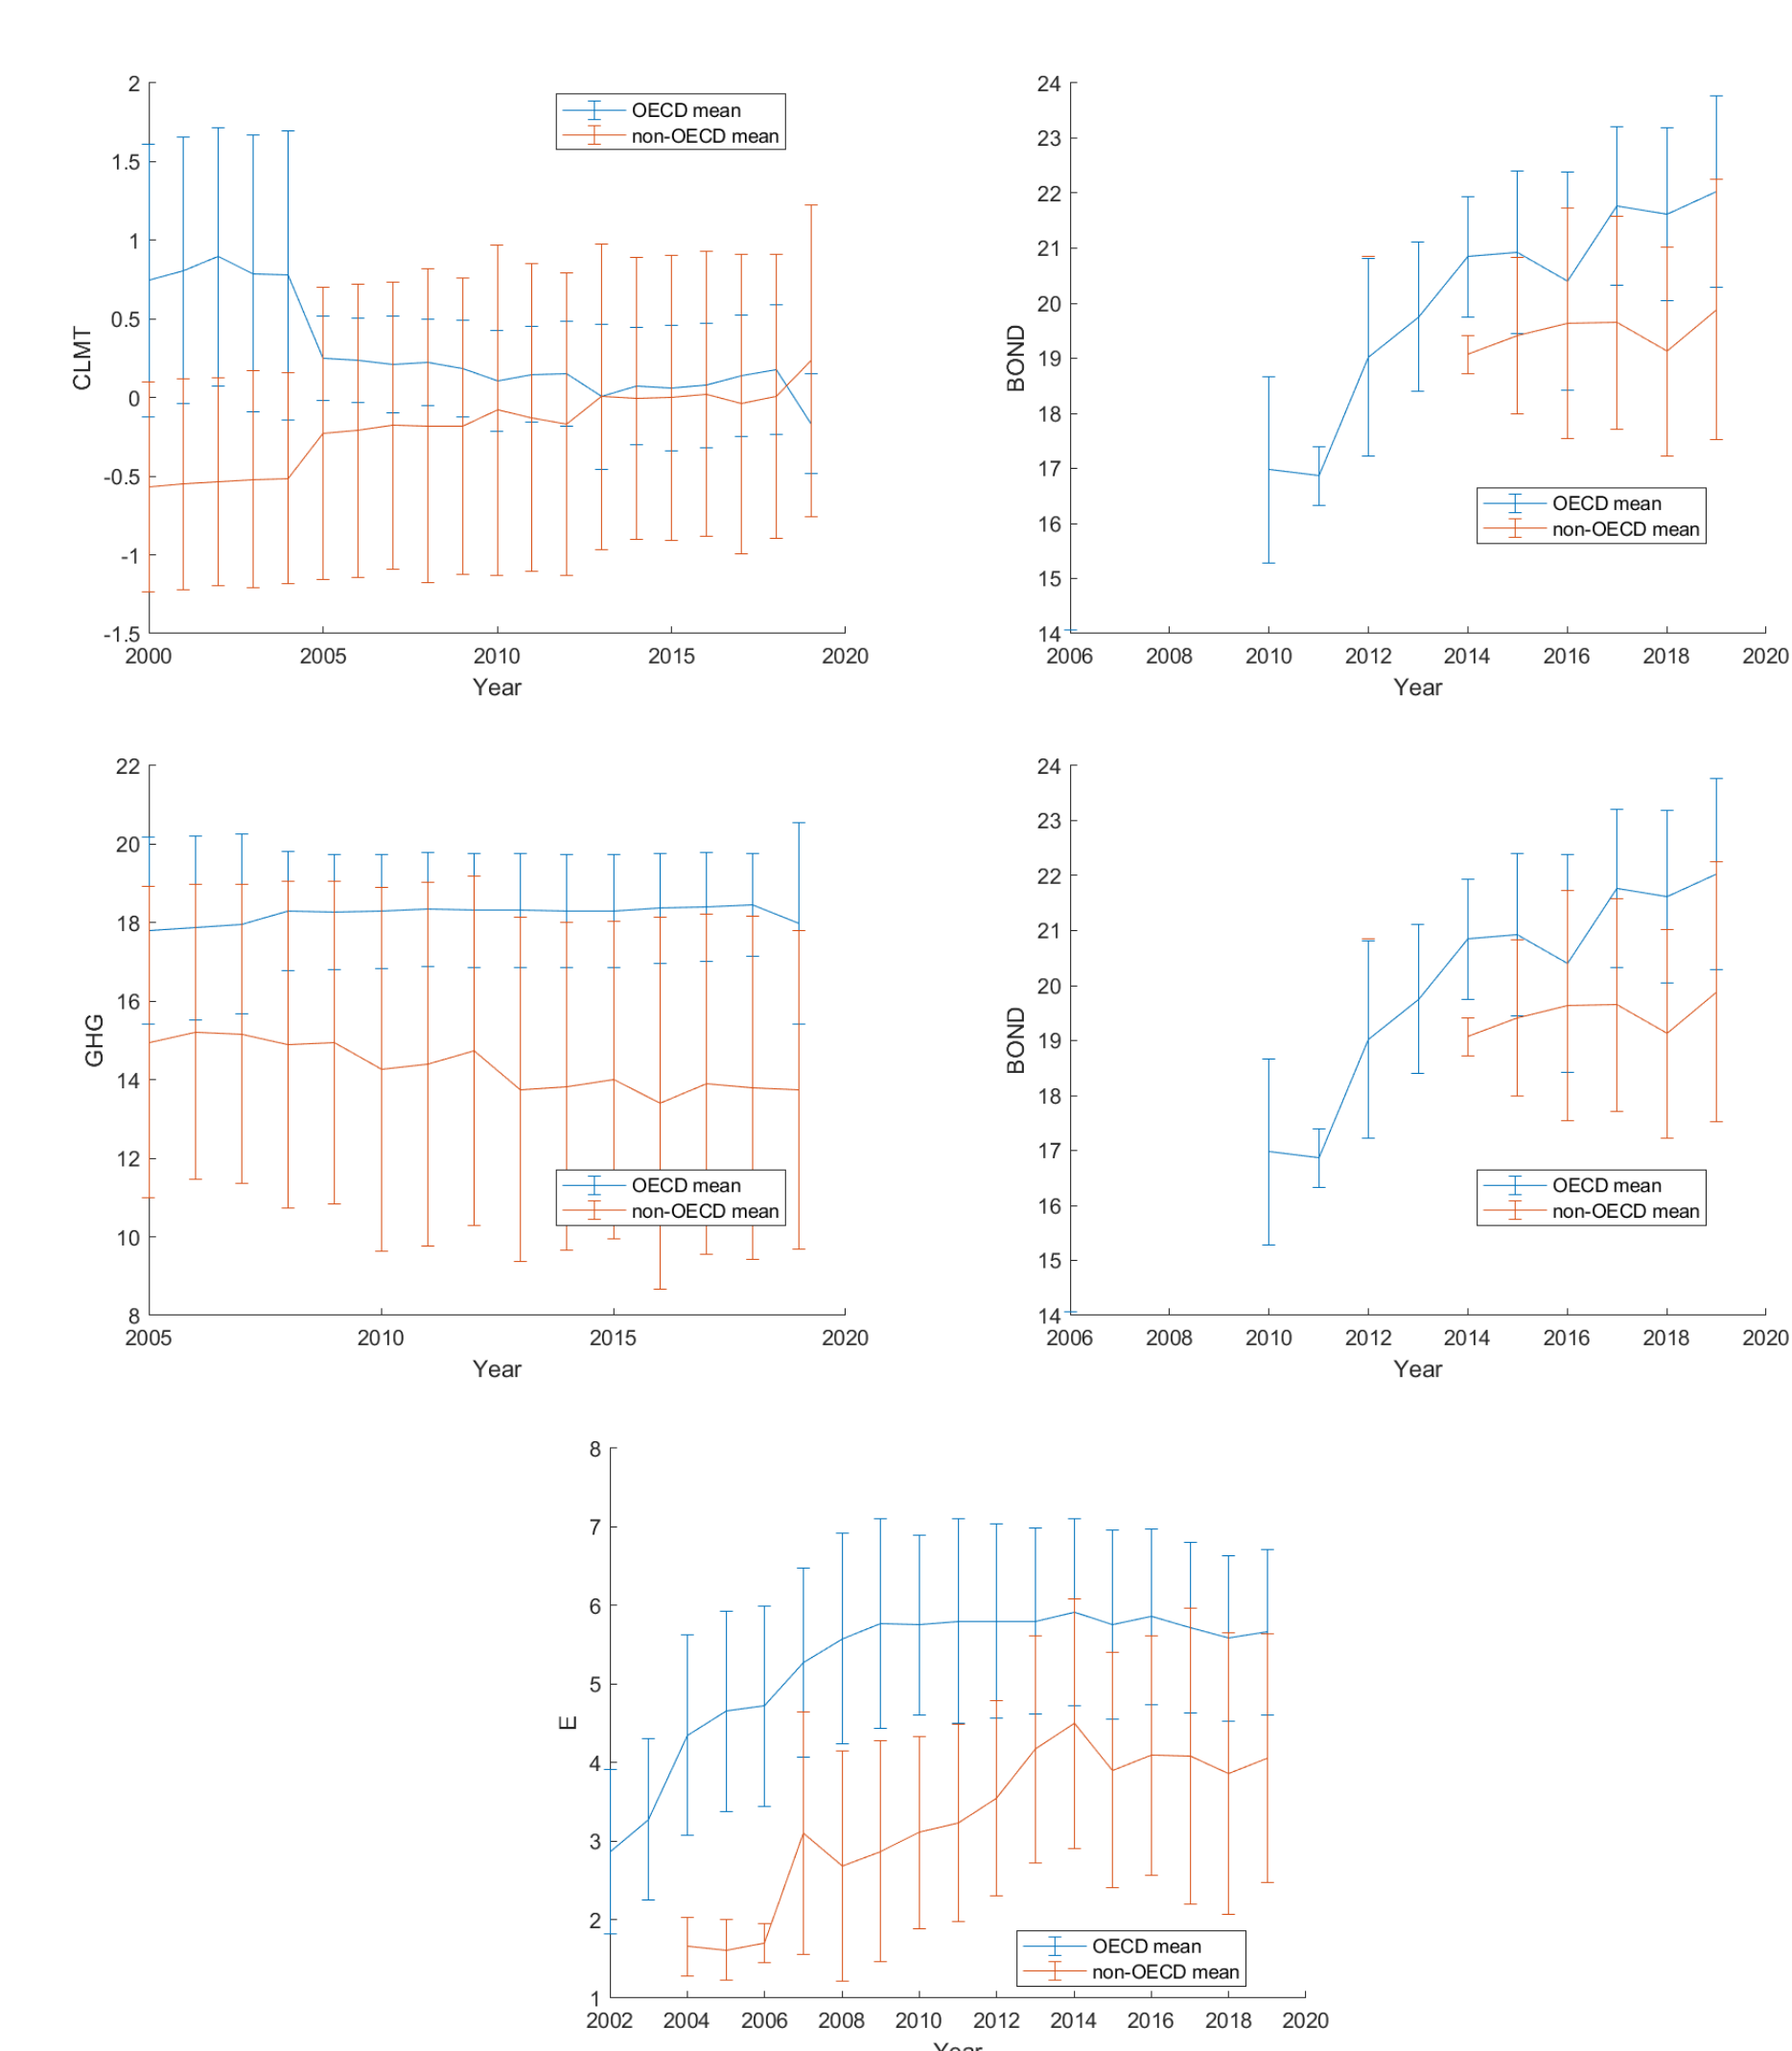 2
1.5
1
0.5
0
-0.5
-1
-1.5
CLMT
2000 2005 2010 2015 2020
Year
OECD mean
non-OECD mean
24
23
22
21
20
19
18
17
16
15
14
BOND
2006 2008 2010 2012 2014 2016 2018 2020
Year
OECD mean
non-OECD mean
22
20
18
16
14
12
10
8
GHG
2005 2010 2015 2020
Year
OECD mean
non-OECD mean
24
23
22
21
20
19
18
17
16
15
14
BOND
2006 2008 2010 2012 2014 2016 2018 2020
Year
OECD mean
non-OECD mean
8
7
6
5
4
3
2
1
E
2002 2004 2006 2008 2010 2012 2014 2016 2018 2020
Year
OECD mean
non-OECD mean